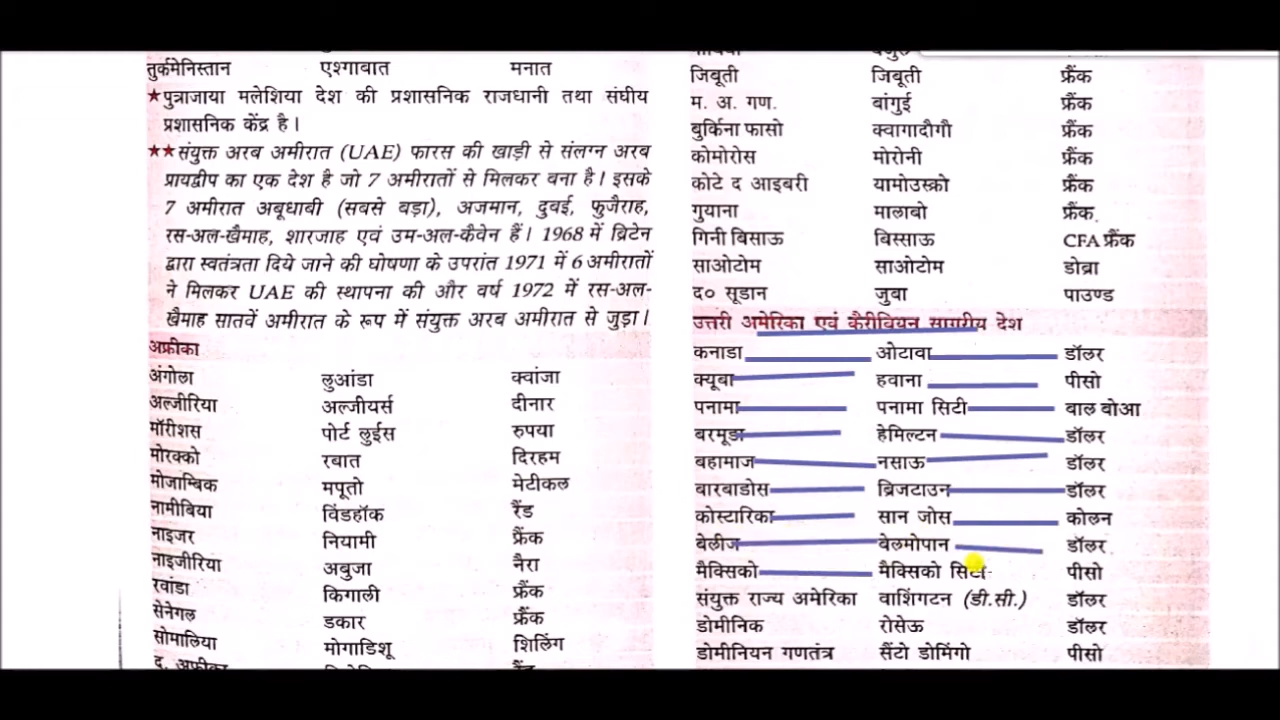 तुर्कमेनिस्तान एश्गाबात मनात
★पुत्राजाया मलेशिया देश की प्रशासनिक राजधानी तथा संघीय
प्रशासनिक केंद्र है।
★★संयुक्त अरब अमीरात (UAE) फारस की खाड़ी से संलग्न अरब
प्रायद्वीप का एक देश है जो 7 अमीरातों से मिलकर बना है। इसके
7 अमीरात अबूधाबी (सबसे बड़ा), अजमान, दुबई, फुजैराह,
रस-अल-खैमाह, शारजाह एवं उम-अल-कैवेन हैं। 1968 में ब्रिटेन
द्वारा स्वतंत्रता दिये जाने की घोषणा के उपरांत 1971 में 6 अमीरातों
ने मिलकर UAE की स्थापना की और वर्ष 1972 में रस-अल-
खैमाह सातवें अमीरात के रूप में संयुक्त अरब अमीरात से जुड़ा।
अफ्रीका
अंगोला लुआंडा क्वांजा
अल्जीरिया अल्जीयर्स दीनार
मॉरीशस पोर्ट लुईस रुपया
मोरक्को रबात दिरहम
मोजाम्बिक मपूतो मेटीकल
नामीबिया विंडहॉक रैंड
नाइजर नियामी फ्रैंक
नाइजीरिया अबुजा नैरा
रवांडा किगाली फ्रैंक
सेनेगल डकार फ्रैंक
सोमालिया मोगाडिशू शिलिंग
द. अफ्रीका
जिबूती जिबूती फ्रैंक
म. अ. गण. बांगुई फ्रैंक
बुर्किना फासो क्वागादौगौ फ्रैंक
कोमोरोस मोरोनी फ्रैंक
कोटे द आइबरी यामोउस्क्रो फ्रैंक
गुयाना मालाबो फ्रैंक.
गिनी बिसाऊ बिस्साऊ CFA फ्रैंक
साओटोम साओटोम डोब्रा
द० सूडान जुबा पाउण्ड
उत्तरी अमेरिका एवं कैरीबियन सागरीय देश
कनाडा ओटावा डॉलर
क्यूबा हवाना पीसो
पनामा पनामा सिटी बाल बोआ
बरमूडा हेमिल्टन डॉलर
बहामाज नसाऊ डॉलर
बारबाडोस ब्रिजटाउन डॉलर
कोस्टारिका सान जोस कोलन
बेलीज बेलमोपान डॉलर
मैक्सिको मैक्सिको सिटी पीसो
संयुक्त राज्य अमेरिका वाशिंगटन (डी.सी.) डॉलर
डोमीनिक रोसेऊ डॉलर
डोमीनियन गणतंत्र सैंटो डोमिंगो पीसो